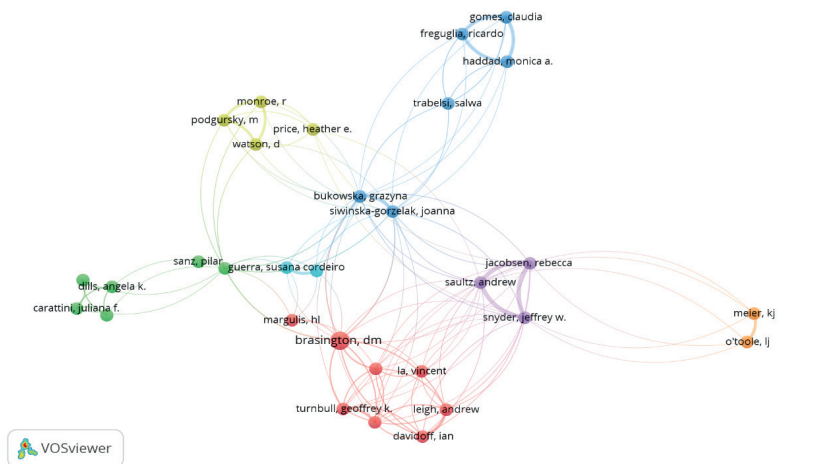 gomes, claudia
freguglia, ricardo
haddad, monica a.
monroe, r
trabelsi, salwa
podgursky, m
price, heather e.
watson, d
bukowska, grazyna
siwinska-gorzelak, joanna
sanz, pilar
guerra, susana cordeiro
jacobsen, rebecca
dills, angela k.
saultz, andrew
carattini, juliana f.
meier, kj
margulis, hl
snyder, jeffrey w.
brasington, dm
o'toole, lj
la, vincent
turnbull, geoffrey k.
leigh, andrew
davidoff, ian
VOSviewer